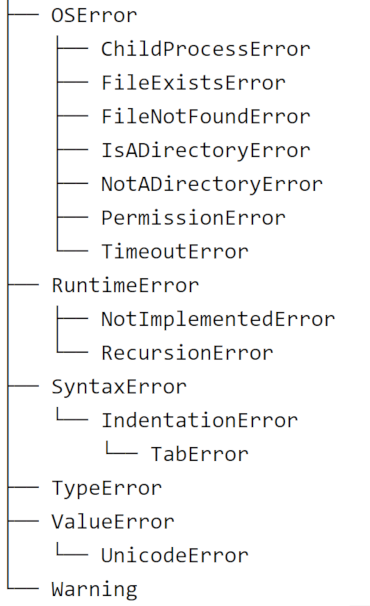 OSError
ChildProcessError
FileExistsError
FileNotFoundError
IsADirectoryError
NotADirectoryError
PermissionError
TimeoutError
RuntimeError
NotImplementedError
RecursionError
SyntaxError
IndentationError
TabError
TypeError
ValueError
UnicodeError
Warning